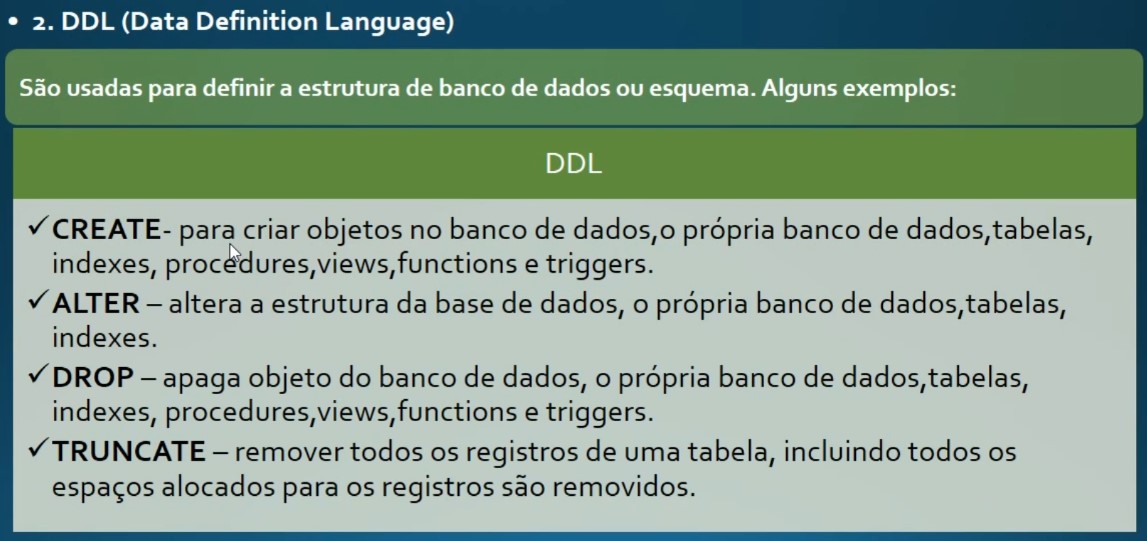 • 2. DDL (Data Definition Language)
São usadas para definir a estrutura de banco de dados ou esquema. Alguns exemplos:
DDL
✓CREATE- para criar objetos no banco de dados,o própria banco de dados,tabelas,
indexes, procedures,views,functions e triggers.
✓ALTER – altera a estrutura da base de dados, o própria banco de dados,tabelas,
indexes.
✓DROP – apaga objeto do banco de dados, o própria banco de dados,tabelas,
indexes, procedures,views,functions e triggers.
✓TRUNCATE – remover todos os registros de uma tabela, incluindo todos os
espaços alocados para os registros são removidos.